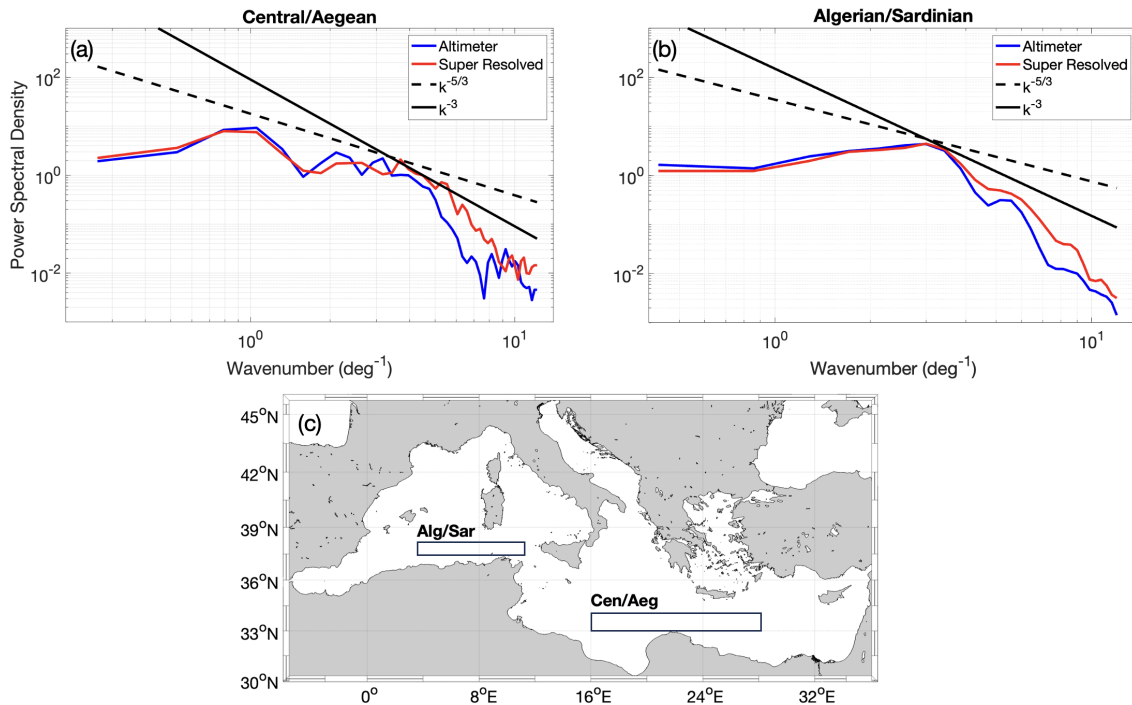 Central/Aegean
(a)
Altimeter
Super Resolved
k^{-5/3}
k^{-3}
10^2
10^0
10^{-2}
Power Spectral Density
10^0
10^1
Wavenumber (deg^{-1})
Algerian/Sardinian
(b)
Altimeter
Super Resolved
k^{-5/3}
k^{-3}
10^2
10^0
10^{-2}
10^0
10^1
Wavenumber (deg^{-1})
(c)
45°N
42°N
39°N
36°N
33°N
30°N
Alg/Sar
Cen/Aeg
0°
8°E
16°E
24°E
32°E